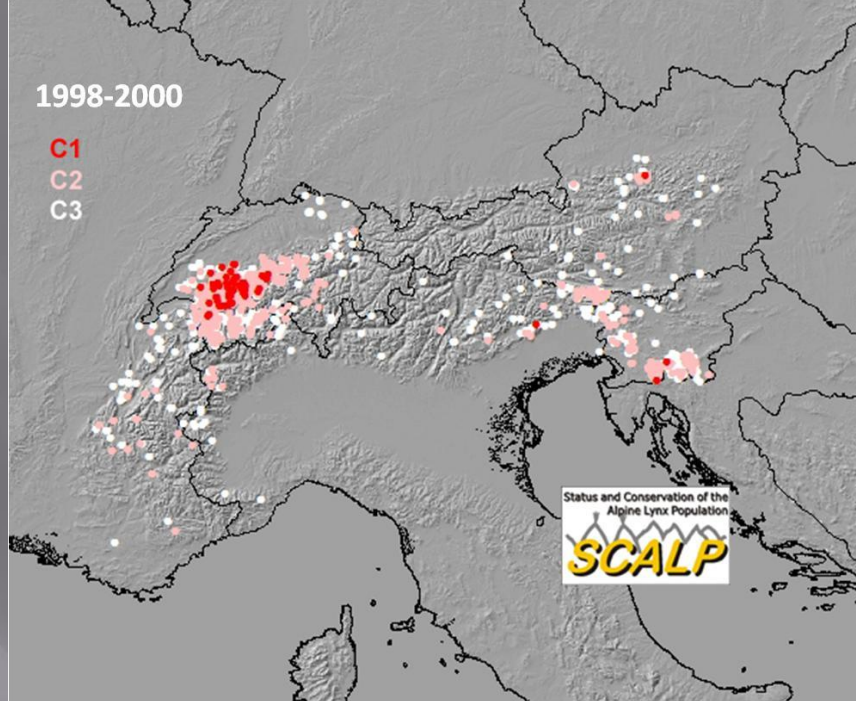 1998-2000
C1
C2
C3
Status and Conservation of the
Alpine Lynx Population
SCALP